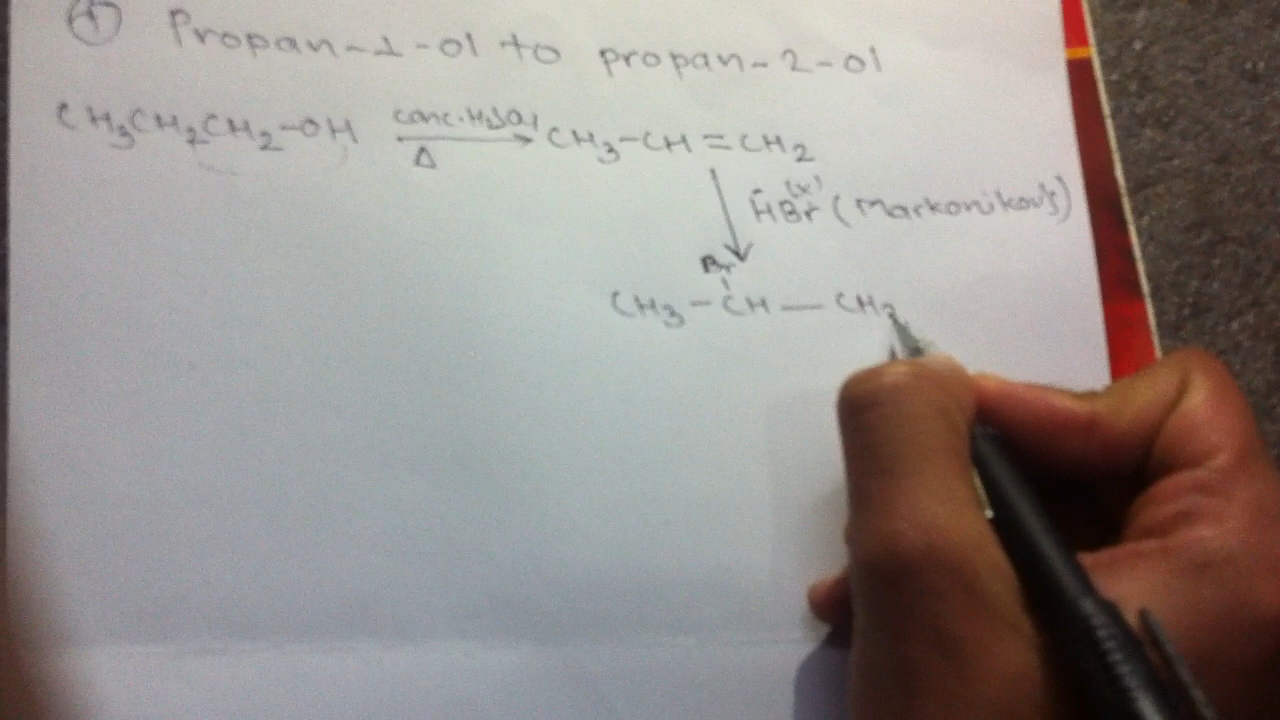 ① Propan-1-ol to propan-2-ol
CH₃CH₂CH₂-OH conc.H₂SO₄ Δ → CH₃-CH=CH₂
HBr (Markonikov's)
Br
CH₃-CH—CH₃